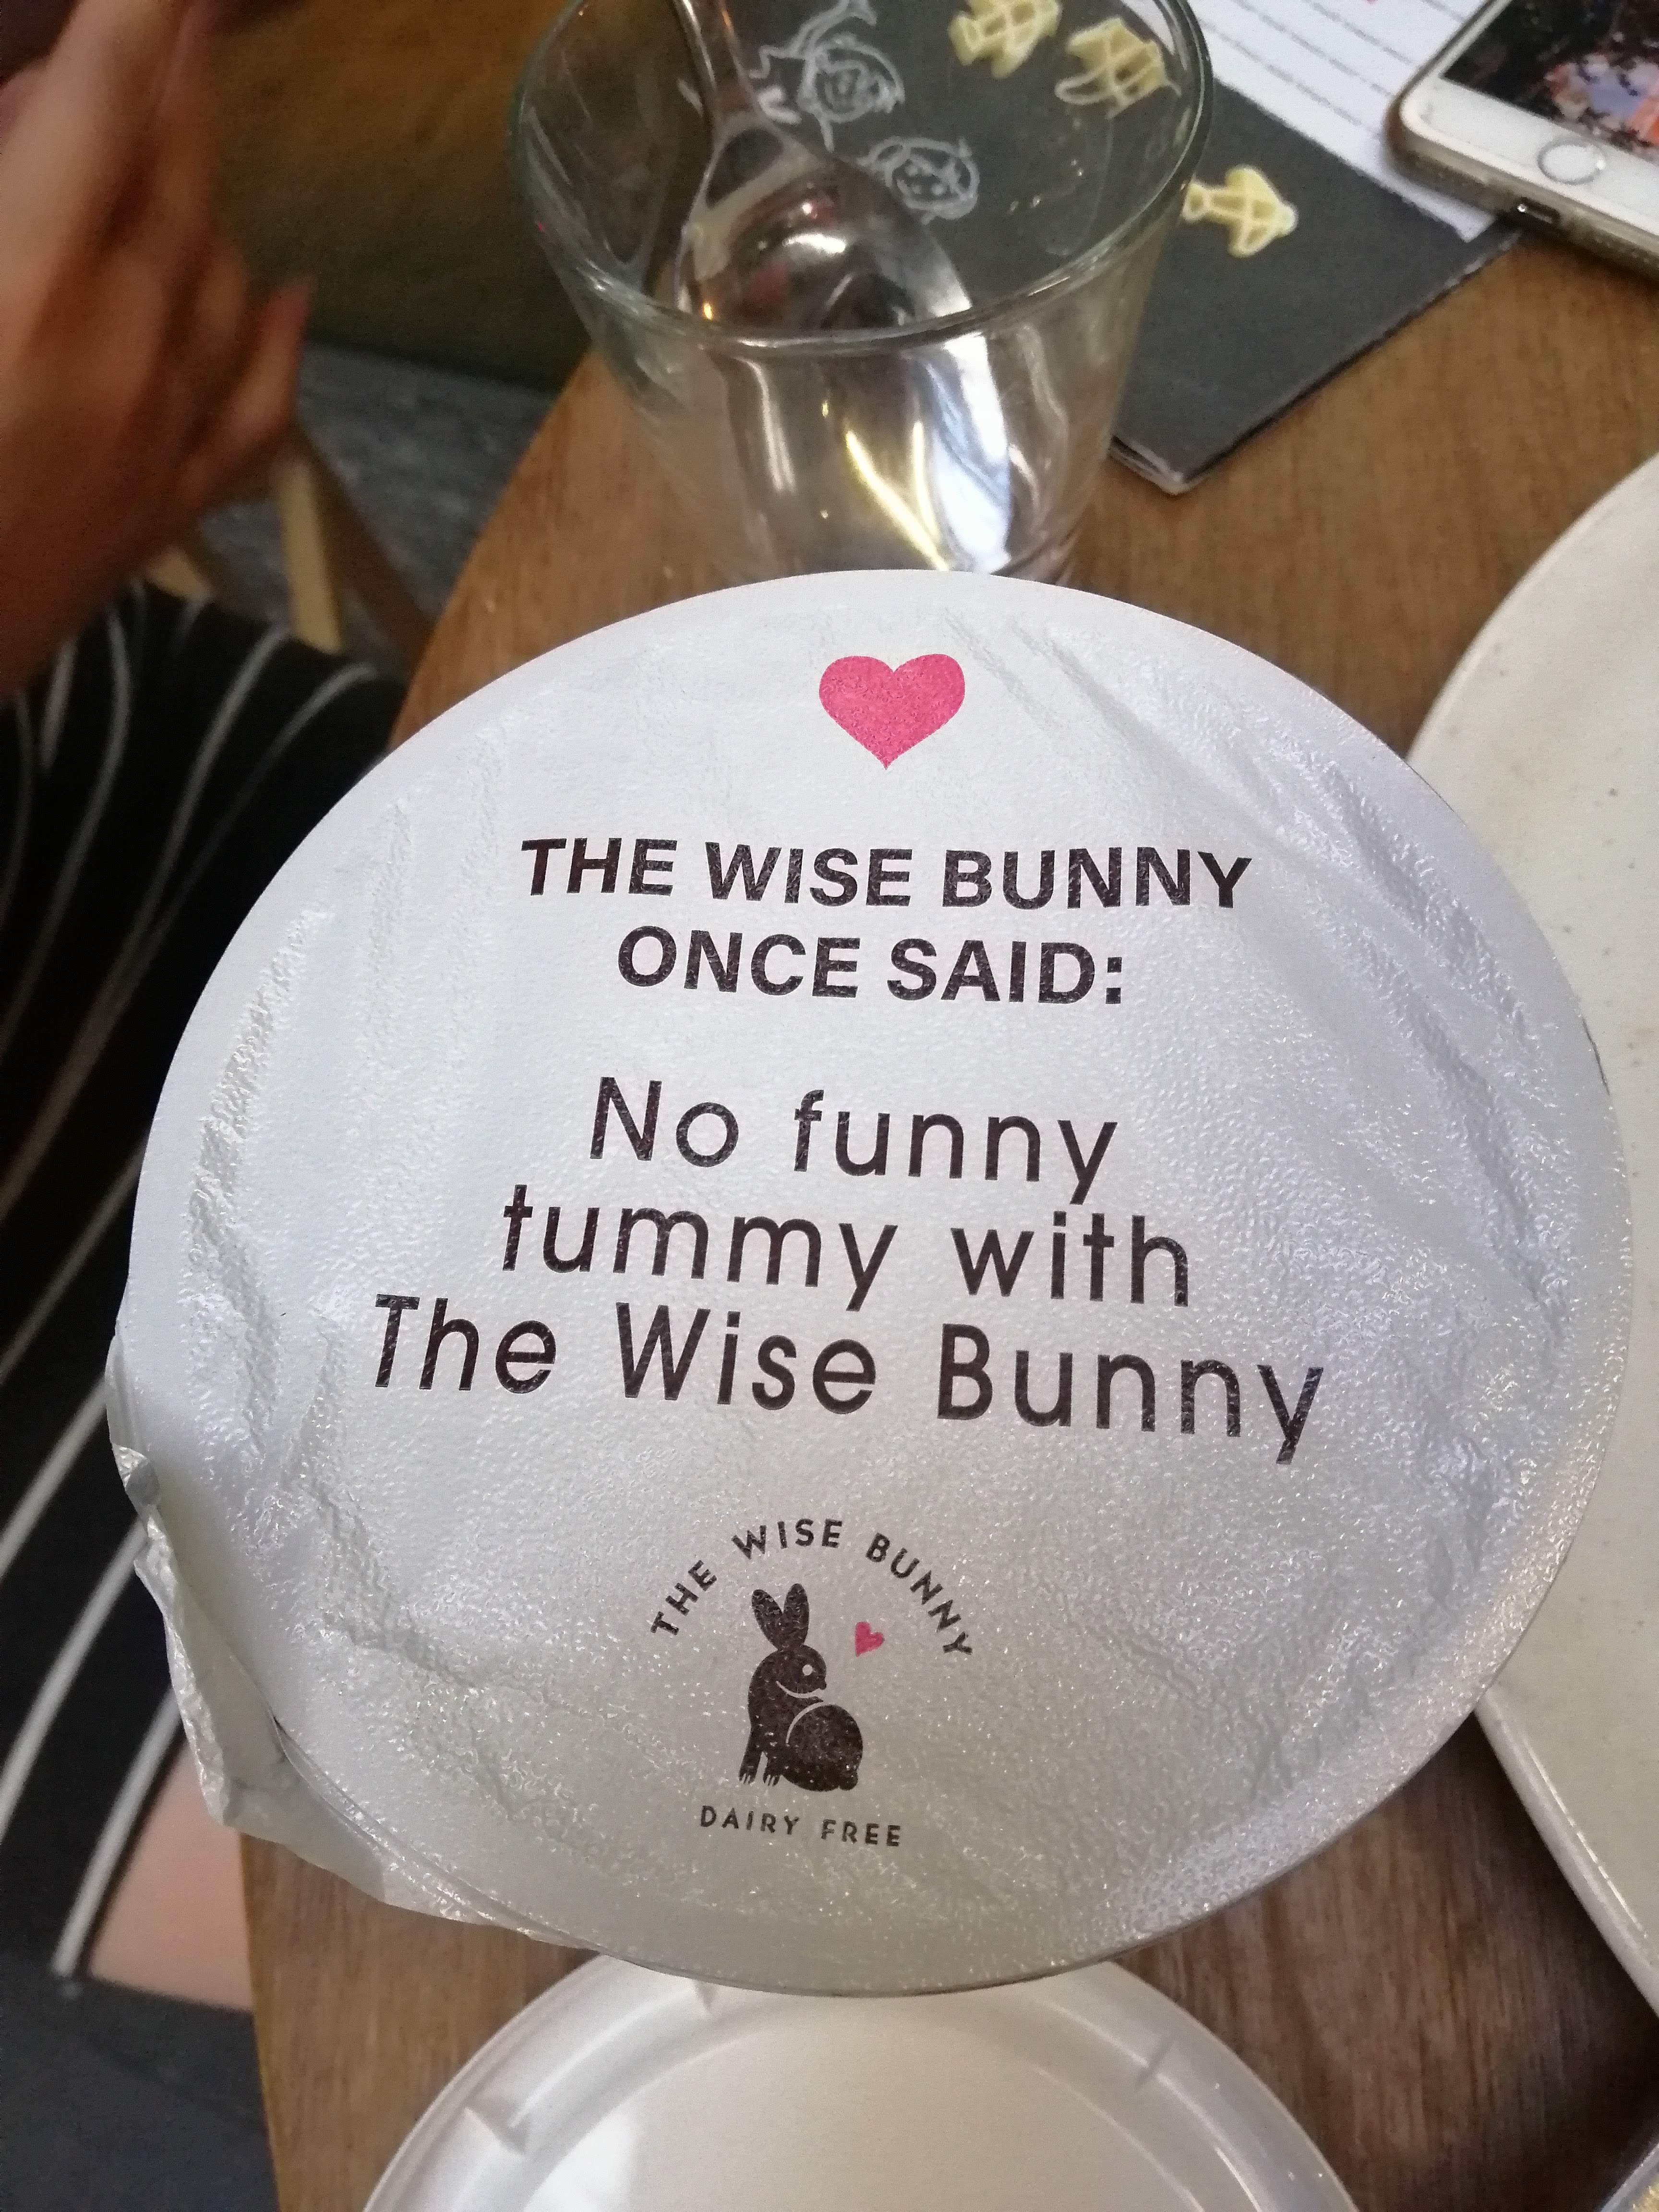 THE WISE BUNNY
ONCE SAID:
No funny
tummy with
The Wise Bunny
THE WISE BUNNY
DAIRY FREE